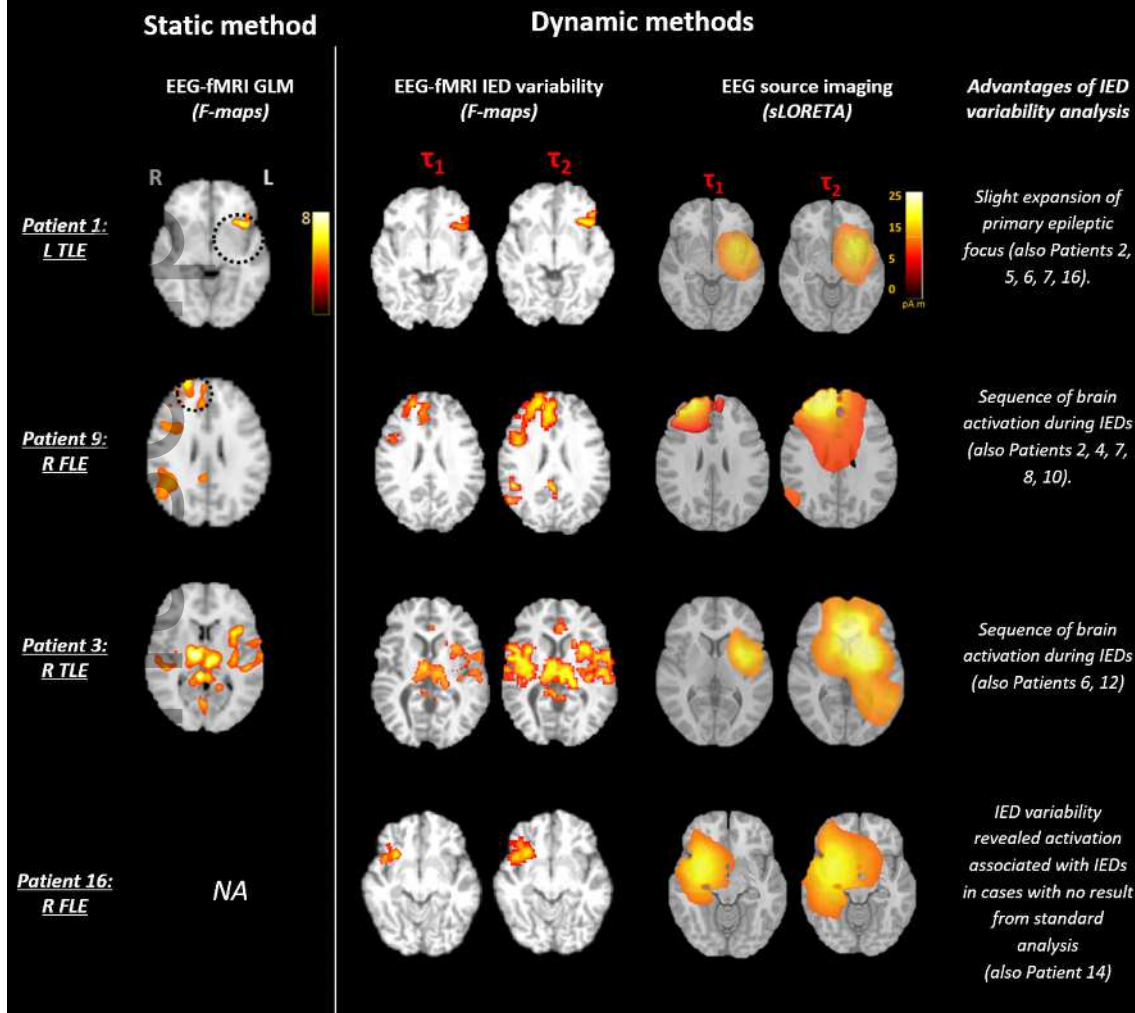 Static method
Dynamic methods
EEG-fMRI GLM
(F-maps)
EEG-fMRI IED variability
(F-maps)
EEG source imaging
(sLORETA)
Advantages of IED
variability analysis
R
L
τ1
τ2
τ1
τ2
Patient 1:
L TLE
8
25
15
5
0
pA.m
Slight expansion of
primary epileptic
focus (also Patients 2,
5, 6, 7, 16).
Patient 9:
R FLE
Sequence of brain
activation during IEDs
(also Patients 2, 4, 7,
8, 10).
Patient 3:
R TLE
Sequence of brain
activation during IEDs
(also Patients 6, 12)
Patient 16:
R FLE
NA
IED variability
revealed activation
associated with IEDs
in cases with no result
from standard
analysis
(also Patient 14)